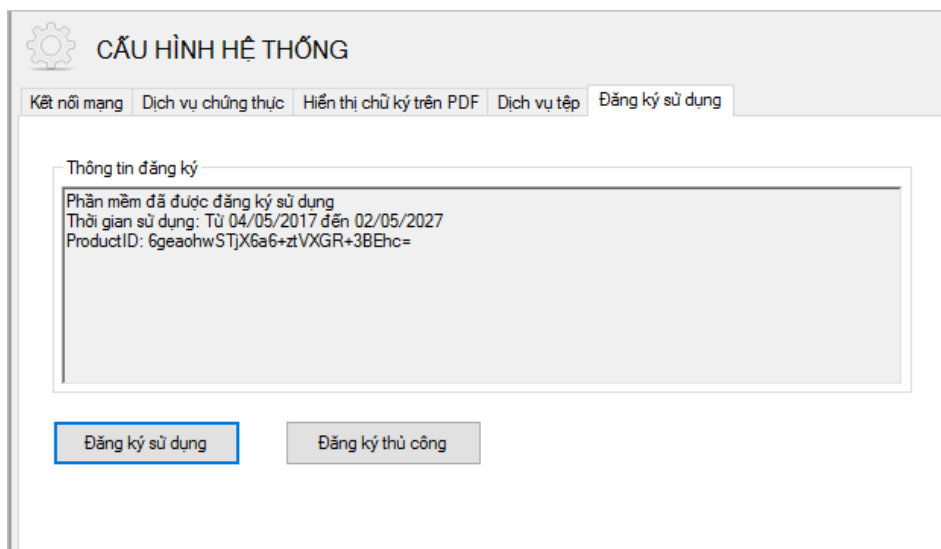 CẤU HÌNH HỆ THỐNG
Kết nối mạng Dịch vụ chứng thực Hiển thị chữ ký trên PDF Dịch vụ tệp Đăng ký sử dụng
Thông tin đăng ký
Phần mềm đã được đăng ký sử dụng
Thời gian sử dụng: Từ 04/05/2017 đến 02/05/2027
ProductID: 6geaohwSTjX6a6+ztVXGR+3BEhc=
Đăng ký sử dụng Đăng ký thủ công